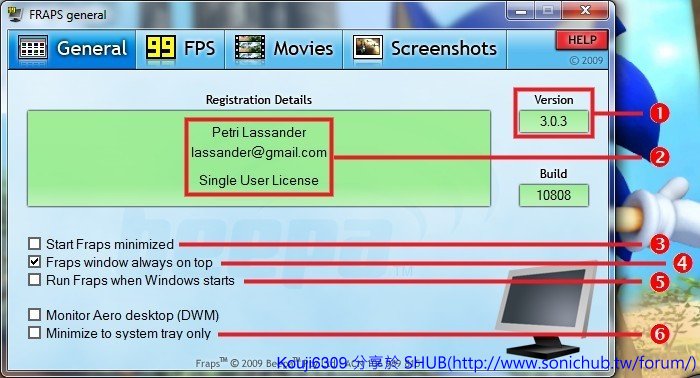 FRAPS general
General
99
FPS
Movies
Screenshots
HELP
© 2009
Registration Details
Petri Lassander
lassander@gmail.com
Single User License
Version
3.0.3
Build
10808
1
2
Start Fraps minimized
3
Fraps window always on top
4
Run Fraps when Windows starts
5
Monitor Aero desktop (DWM)
Minimize to system tray only
6
beepa™
Fraps™ © 2009
Kouji6309 分享於 SHUB(http://www.sonichub.tw/forum/)